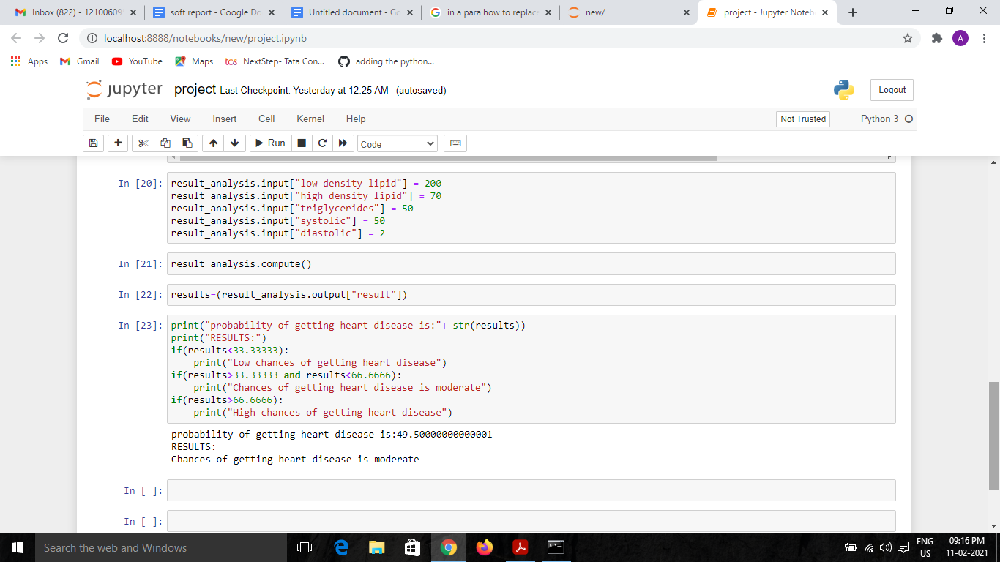 Inbox (822) - 12100609 soft report - Google Do Untitled document - Go in a para how to replace new/ project - Jupyter Noteb
localhost:8888/notebooks/new/project.ipynb A
Apps Gmail YouTube Maps tcs NextStep- Tata Con... adding the python...
jupyter project Last Checkpoint: Yesterday at 12:25 AM (autosaved) Logout
File Edit View Insert Cell Kernel Help Not Trusted Python 3
Run Code
In [20]: result_analysis.input["low density lipid"] = 200
result_analysis.input["high density lipid"] = 70
result_analysis.input["triglycerides"] = 50
result_analysis.input["systolic"] = 50
result_analysis.input["diastolic"] = 2
In [21]: result_analysis.compute()
In [22]: results=(result_analysis.output["result"])
In [23]: print("probability of getting heart disease is:"+ str(results))
print("RESULTS:")
if(results<33.33333):
    print("Low chances of getting heart disease")
if(results>33.33333 and results<66.6666):
    print("Chances of getting heart disease is moderate")
if(results>66.6666):
    print("High chances of getting heart disease")
probability of getting heart disease is:49.50000000000001
RESULTS:
Chances of getting heart disease is moderate
In [ ]:
In [ ]:
Search the web and Windows ENG 09:16 PM
US 11-02-2021